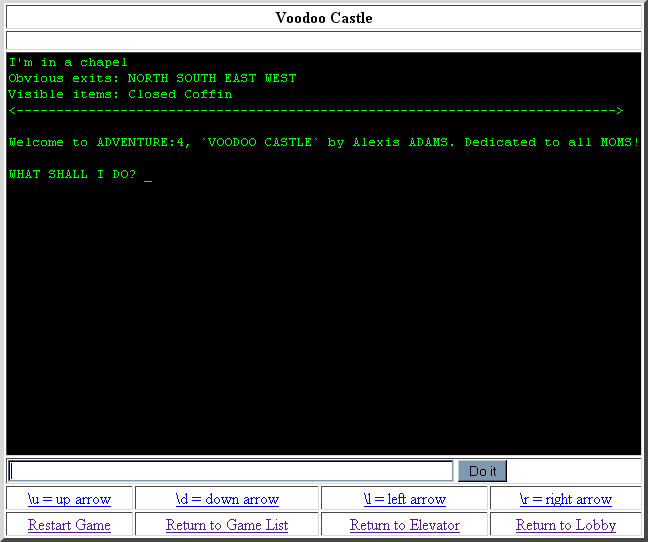 Voodoo Castle
I'm in a chapel
Obvious exits: NORTH SOUTH EAST WEST
Visible items: Closed Coffin
<--------------------------------------------------------------------------->
Welcome to ADVENTURE:4, `VOODOO CASTLE` by Alexis ADAMS. Dedicated to all MOMS!
WHAT SHALL I DO? _
Do it
\u = up arrow
\d = down arrow
\l = left arrow
\r = right arrow
Restart Game
Return to Game List
Return to Elevator
Return to Lobby